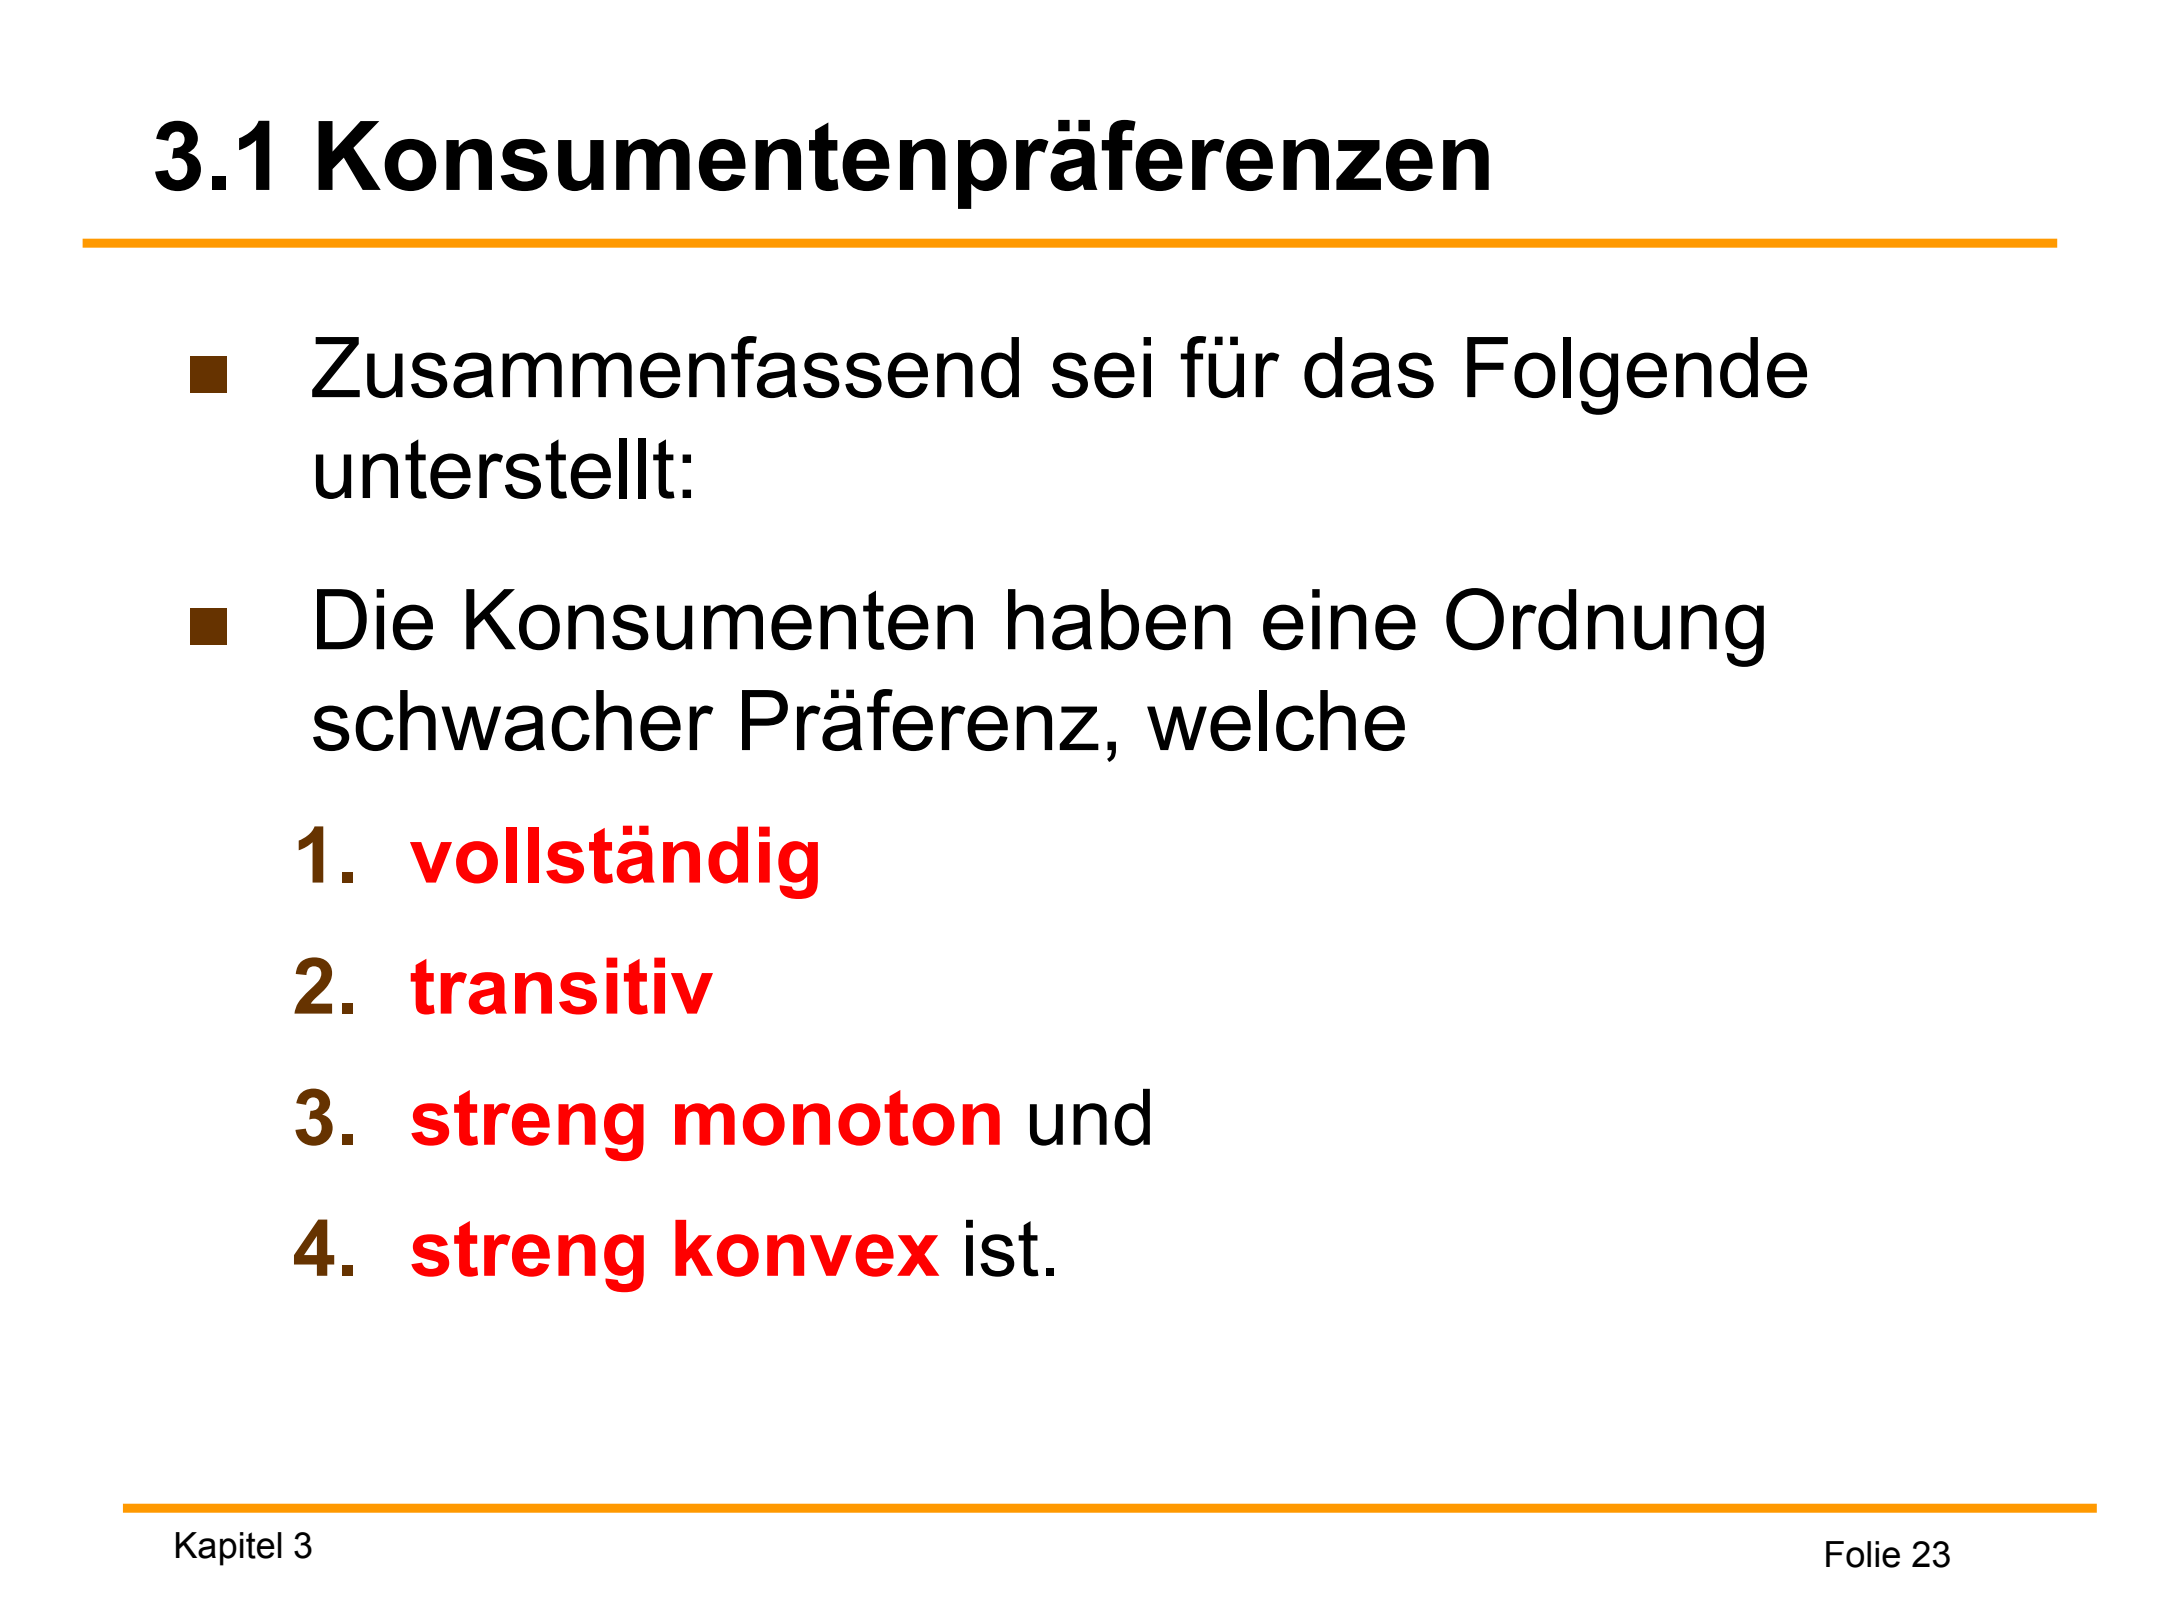 3.1 Konsumentenpräferenzen
Zusammenfassend sei für das Folgende
unterstellt:
Die Konsumenten haben eine Ordnung
schwacher Präferenz, welche
1. vollständig
2. transitiv
3. streng monoton und
4. streng konvex ist.
Kapitel 3
Folie 23